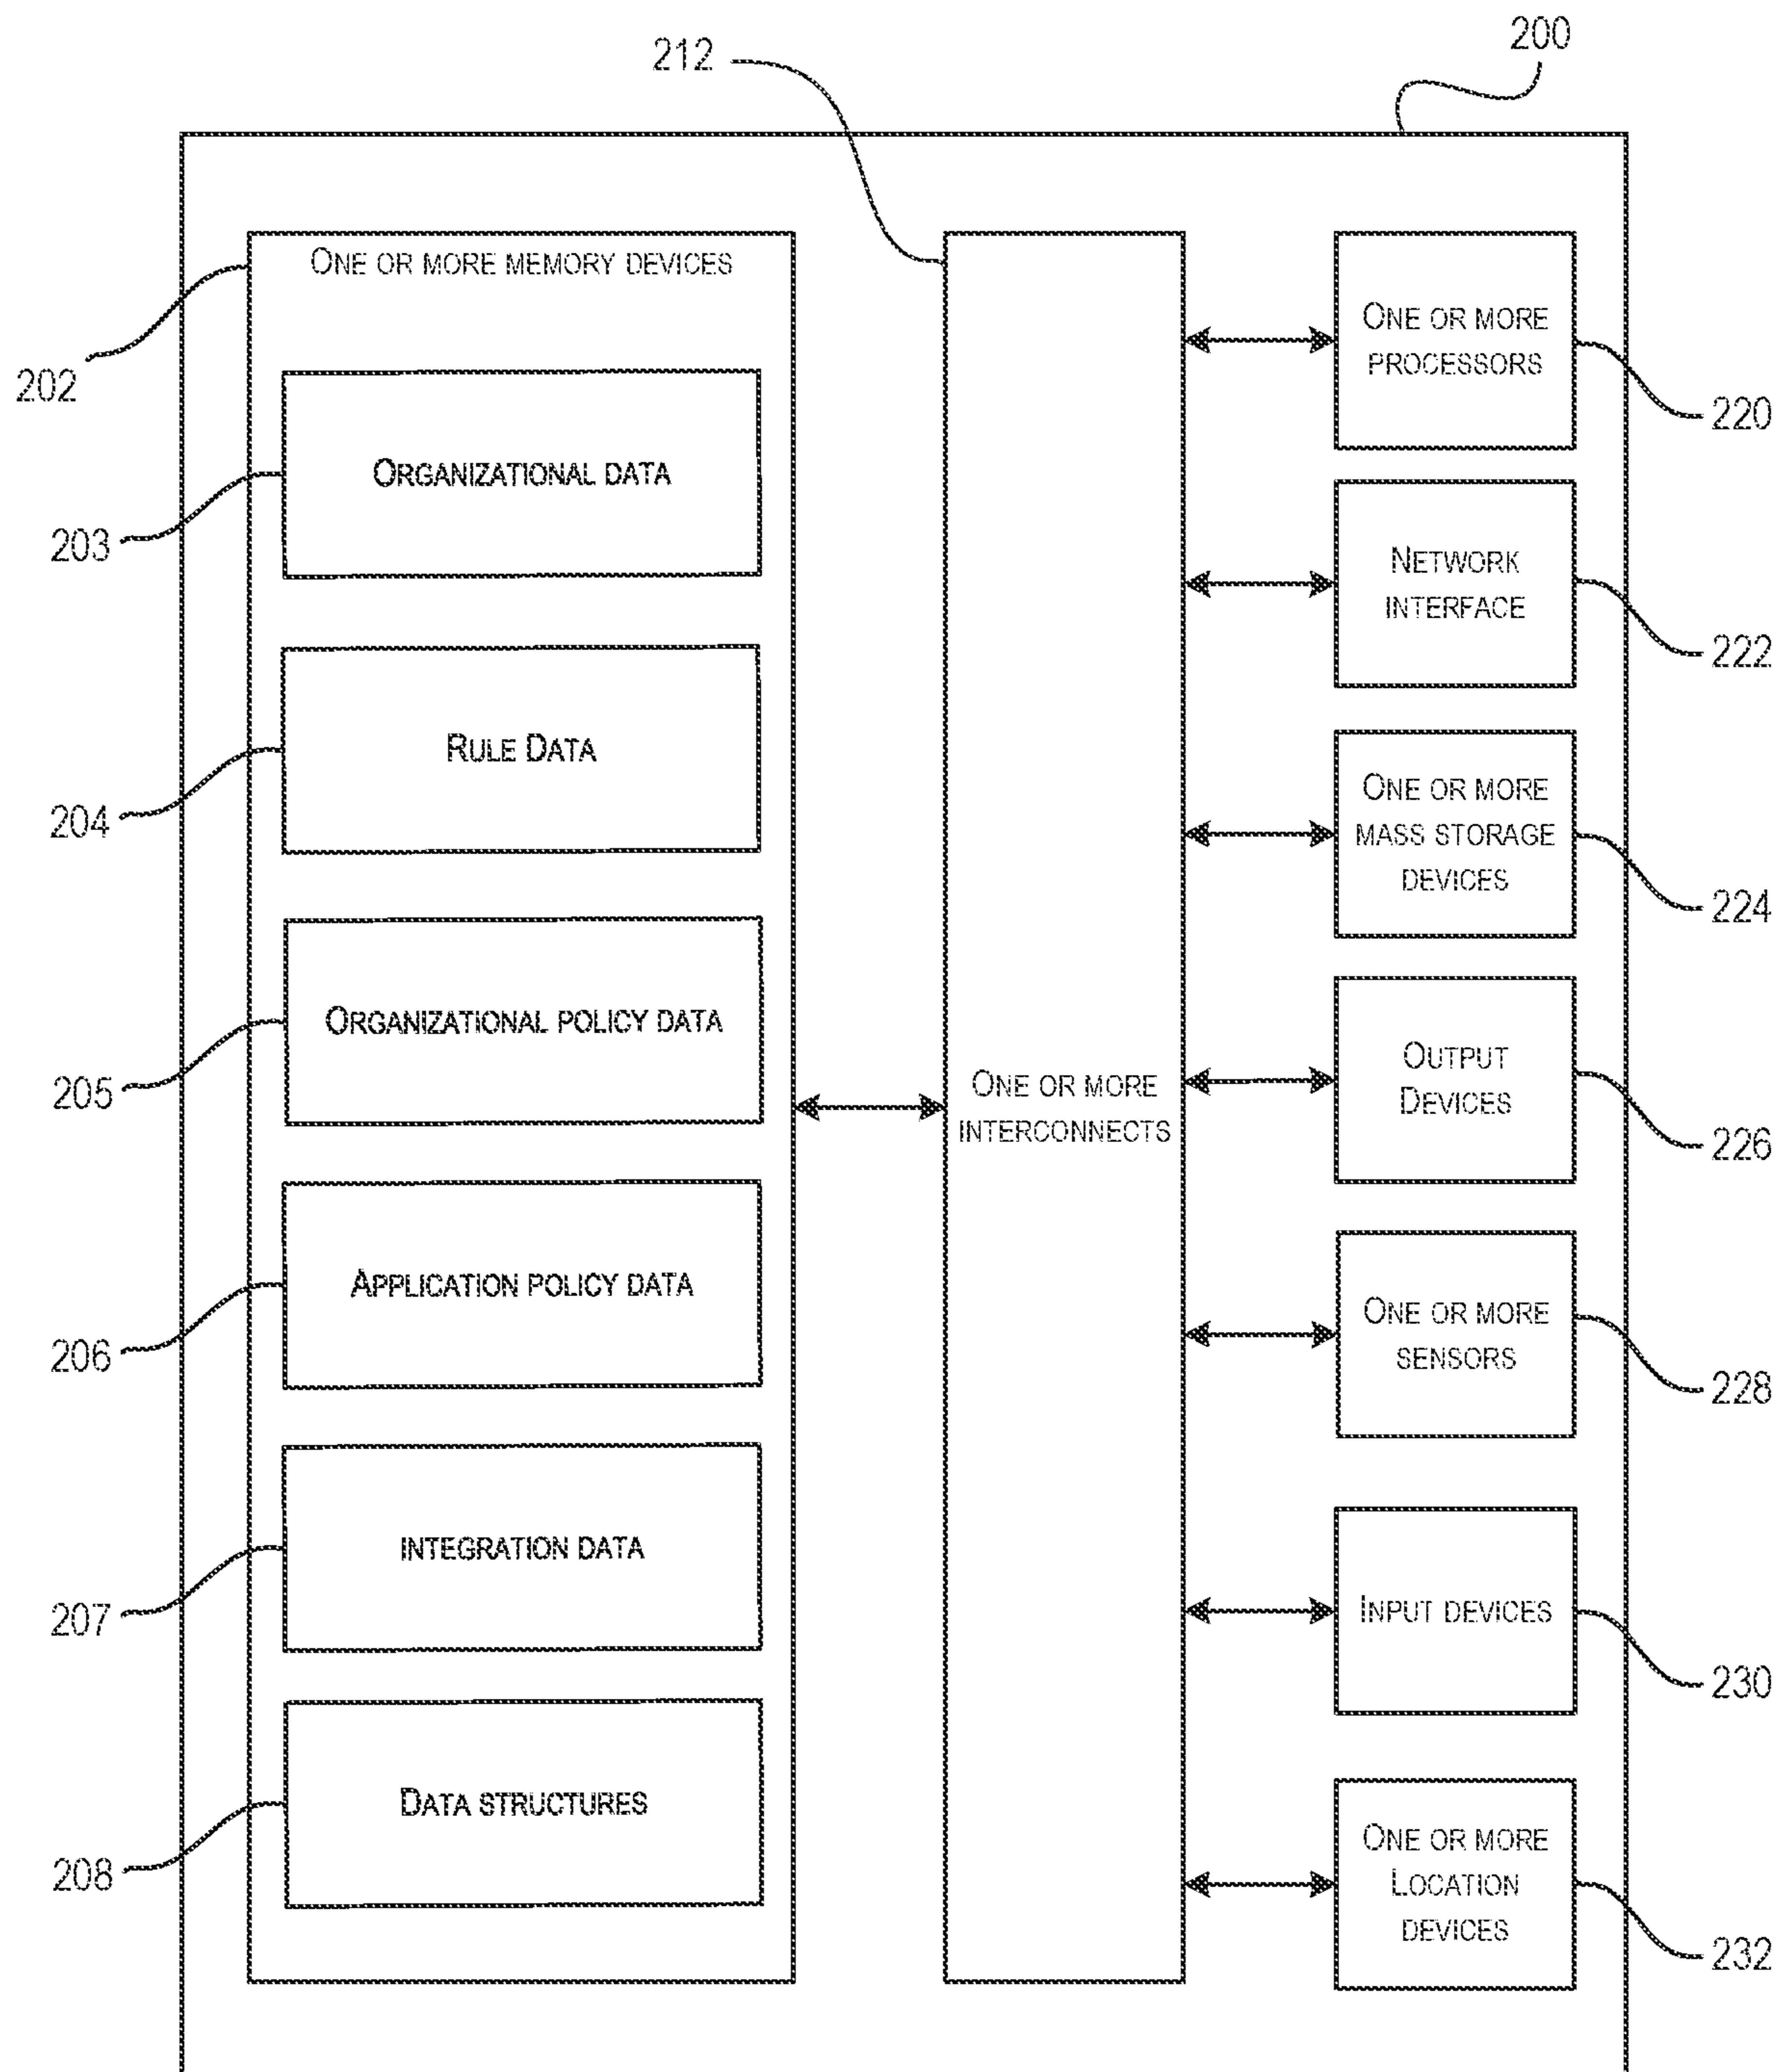 200
212
ONE OR MORE MEMORY DEVICES
202
ORGANIZATIONAL DATA
203
RULE DATA
204
ORGANIZATIONAL POLICY DATA
205
APPLICATION POLICY DATA
206
INTEGRATION DATA
207
DATA STRUCTURES
208
ONE OR MORE
INTERCONNECTS
ONE OR MORE
PROCESSORS
220
NETWORK
INTERFACE
222
ONE OR MORE
MASS STORAGE
DEVICES
224
OUTPUT
DEVICES
226
ONE OR MORE
SENSORS
228
INPUT DEVICES
230
ONE OR MORE
LOCATION
DEVICES
232